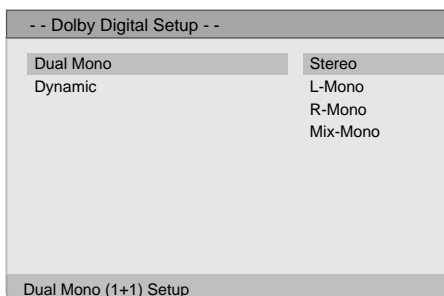 - - Dolby Digital Setup - -
Dual Mono Stereo
Dynamic L-Mono
R-Mono
Mix-Mono
Dual Mono (1+1) Setup